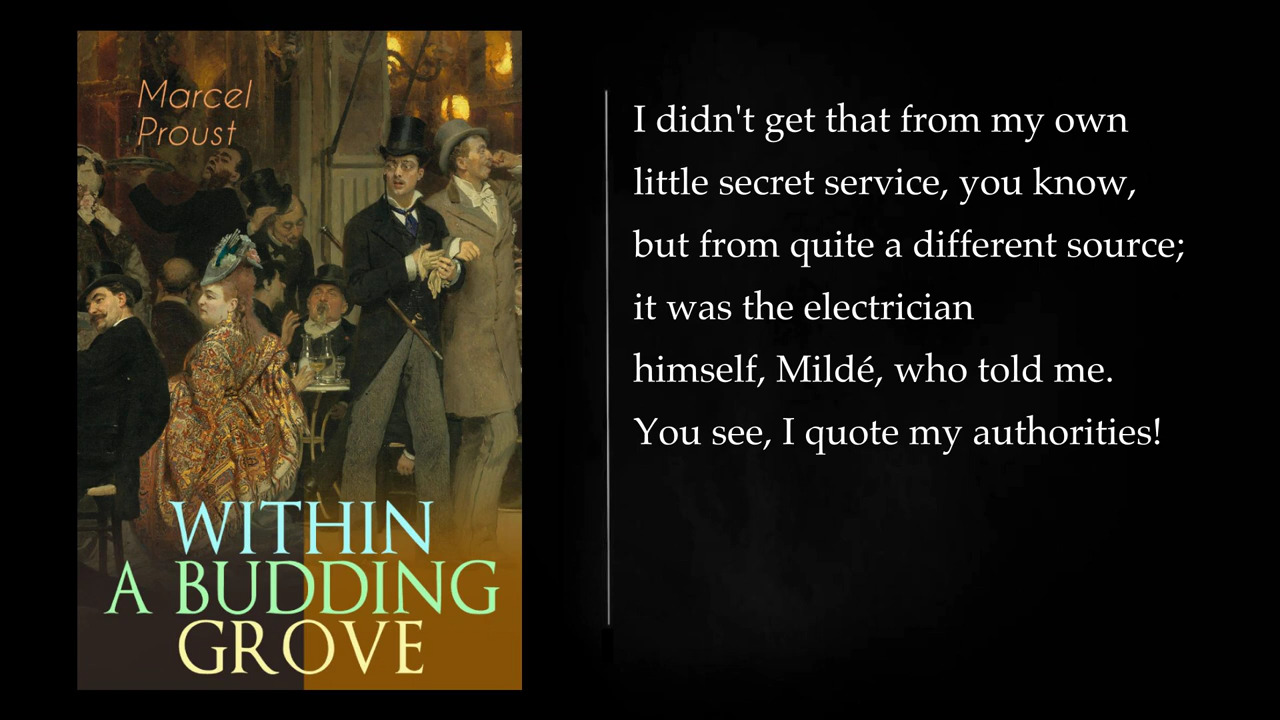 Marcel
Proust
WITHIN
A BUDDING
GROVE
I didn't get that from my own
little secret service, you know,
but from quite a different source;
it was the electrician
himself, Mildé, who told me.
You see, I quote my authorities!